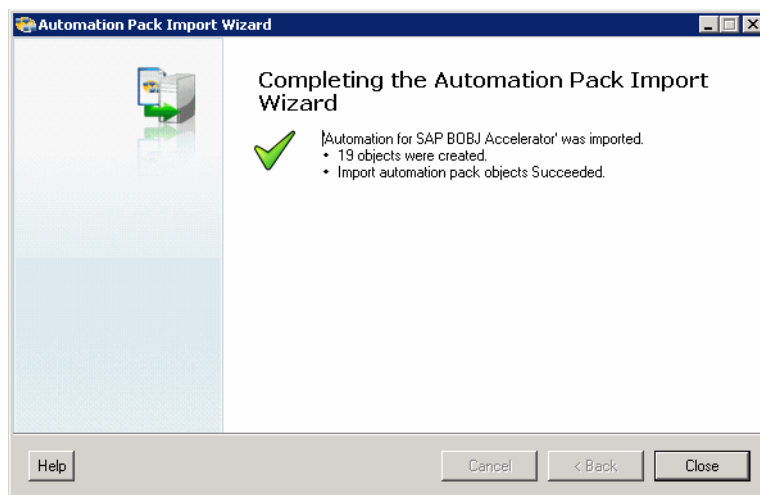 Automation Pack Import Wizard
Completing the Automation Pack Import
Wizard
'Automation for SAP BOBJ Accelerator' was imported.
• 19 objects were created.
• Import automation pack objects Succeeded.
Help
Cancel
< Back
Close